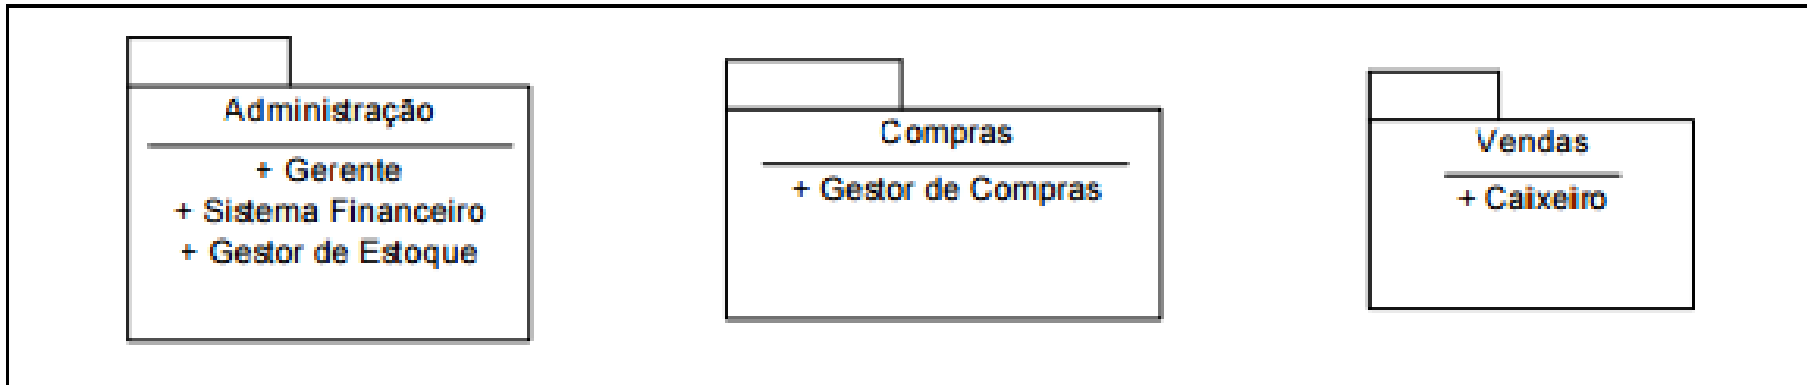 Administração
+ Gerente
+ Sistema Financeiro
+ Gestor de Estoque
Compras
+ Gestor de Compras
Vendas
+ Caixeiro